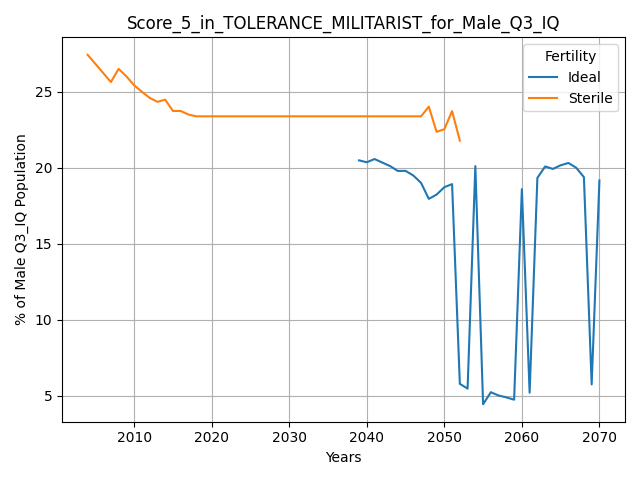 Score_5_in_TOLERANCE_MILITARIST_for_Male_Q3_IQ
Fertility
Ideal
Sterile
% of Male Q3_IQ Population
25
20
15
10
5
2010 2020 2030 2040 2050 2060 2070
Years